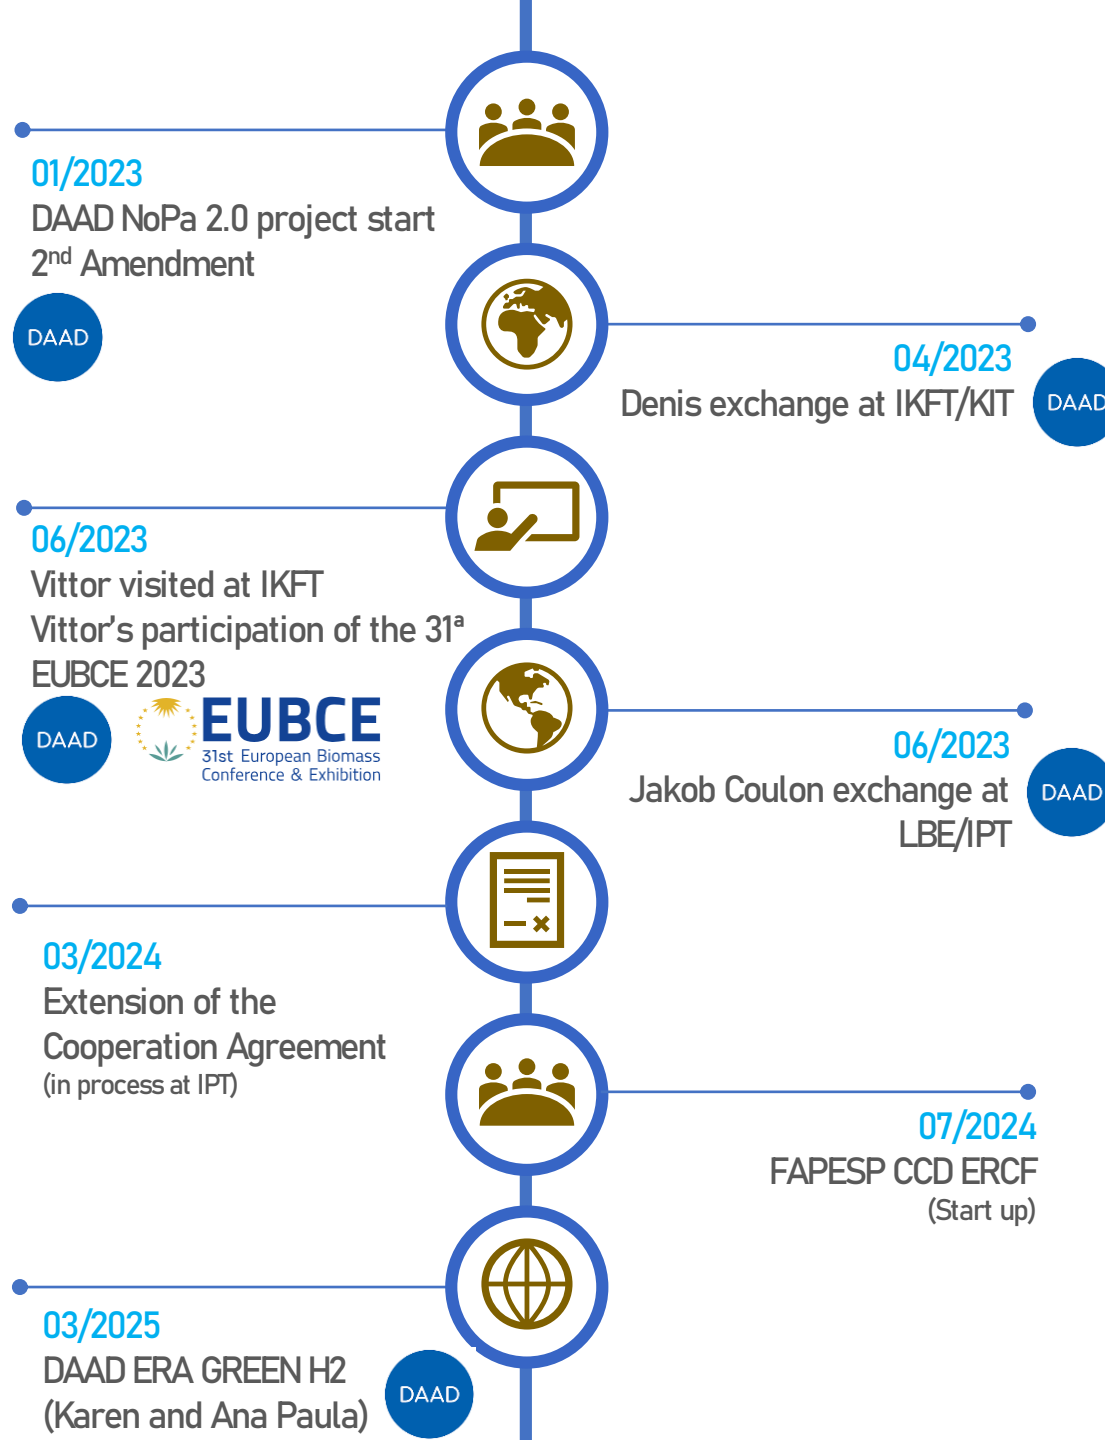 01/2023
DAAD NoPa 2.0 project start
2nd Amendment
DAAD
04/2023
Denis exchange at IKFT/KIT
DAAD
06/2023
Vittor visited at IKFT
Vittor's participation of the 31ª
EUBCE 2023
DAAD
EUBCE
31st European Biomass
Conference & Exhibition
06/2023
Jakob Coulon exchange at
LBE/IPT
DAAD
03/2024
Extension of the
Cooperation Agreement
(in process at IPT)
07/2024
FAPESP CCD ERCF
(Start up)
03/2025
DAAD ERA GREEN H2
(Karen and Ana Paula)
DAAD